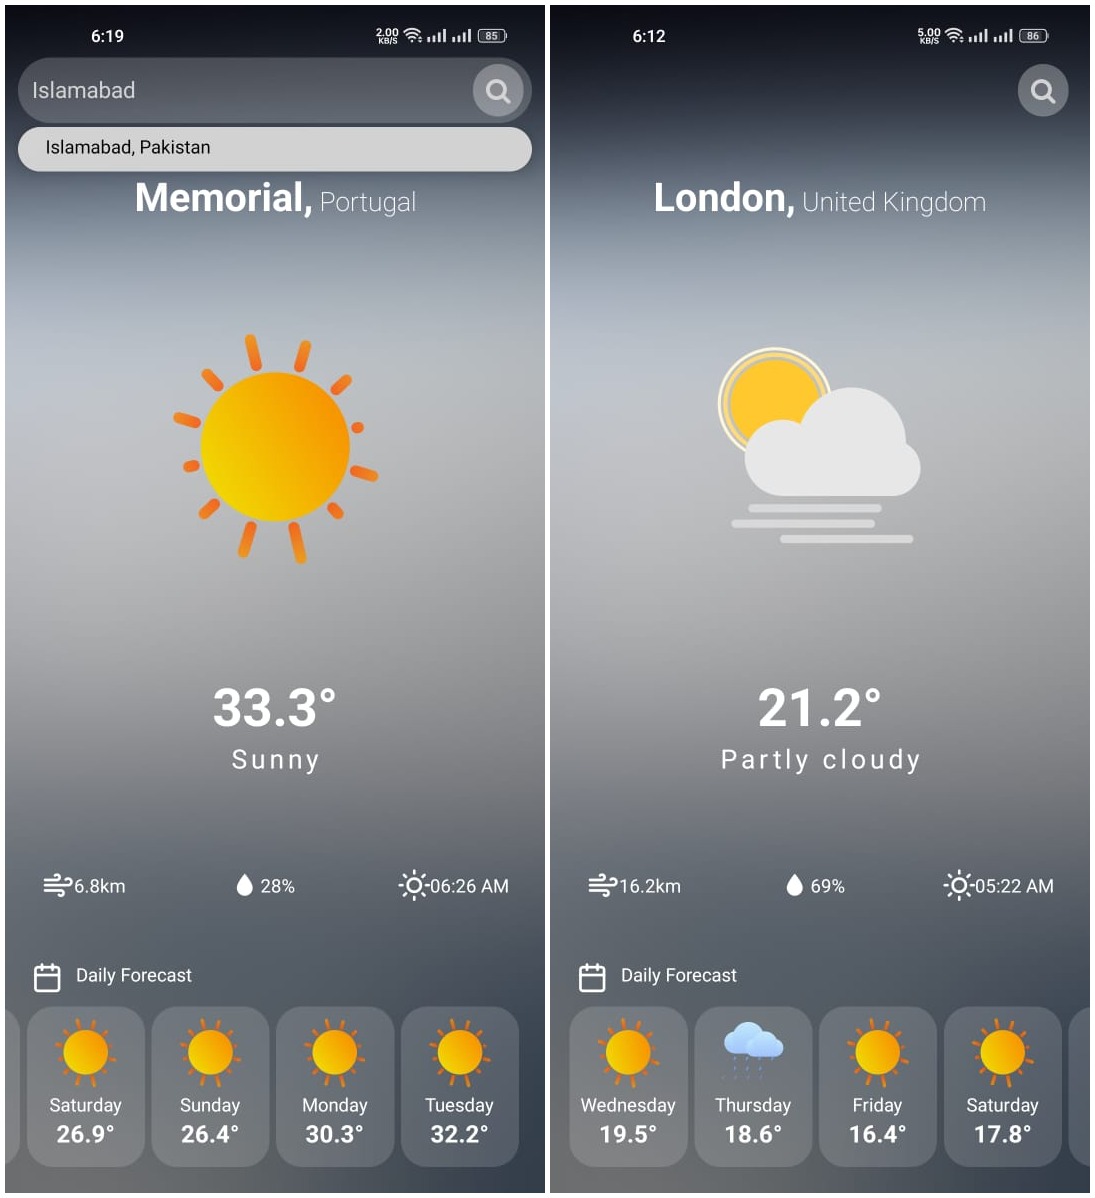 6:19
2.00 KB/S
85
Islamabad
Islamabad, Pakistan
Memorial, Portugal
33.3°
Sunny
6.8km
28%
06:26 AM
Daily Forecast
Saturday
26.9°
Sunday
26.4°
Monday
30.3°
Tuesday
32.2°
6:12
5.00 KB/S
86
London, United Kingdom
21.2°
Partly cloudy
16.2km
69%
05:22 AM
Daily Forecast
Wednesday
19.5°
Thursday
18.6°
Friday
16.4°
Saturday
17.8°